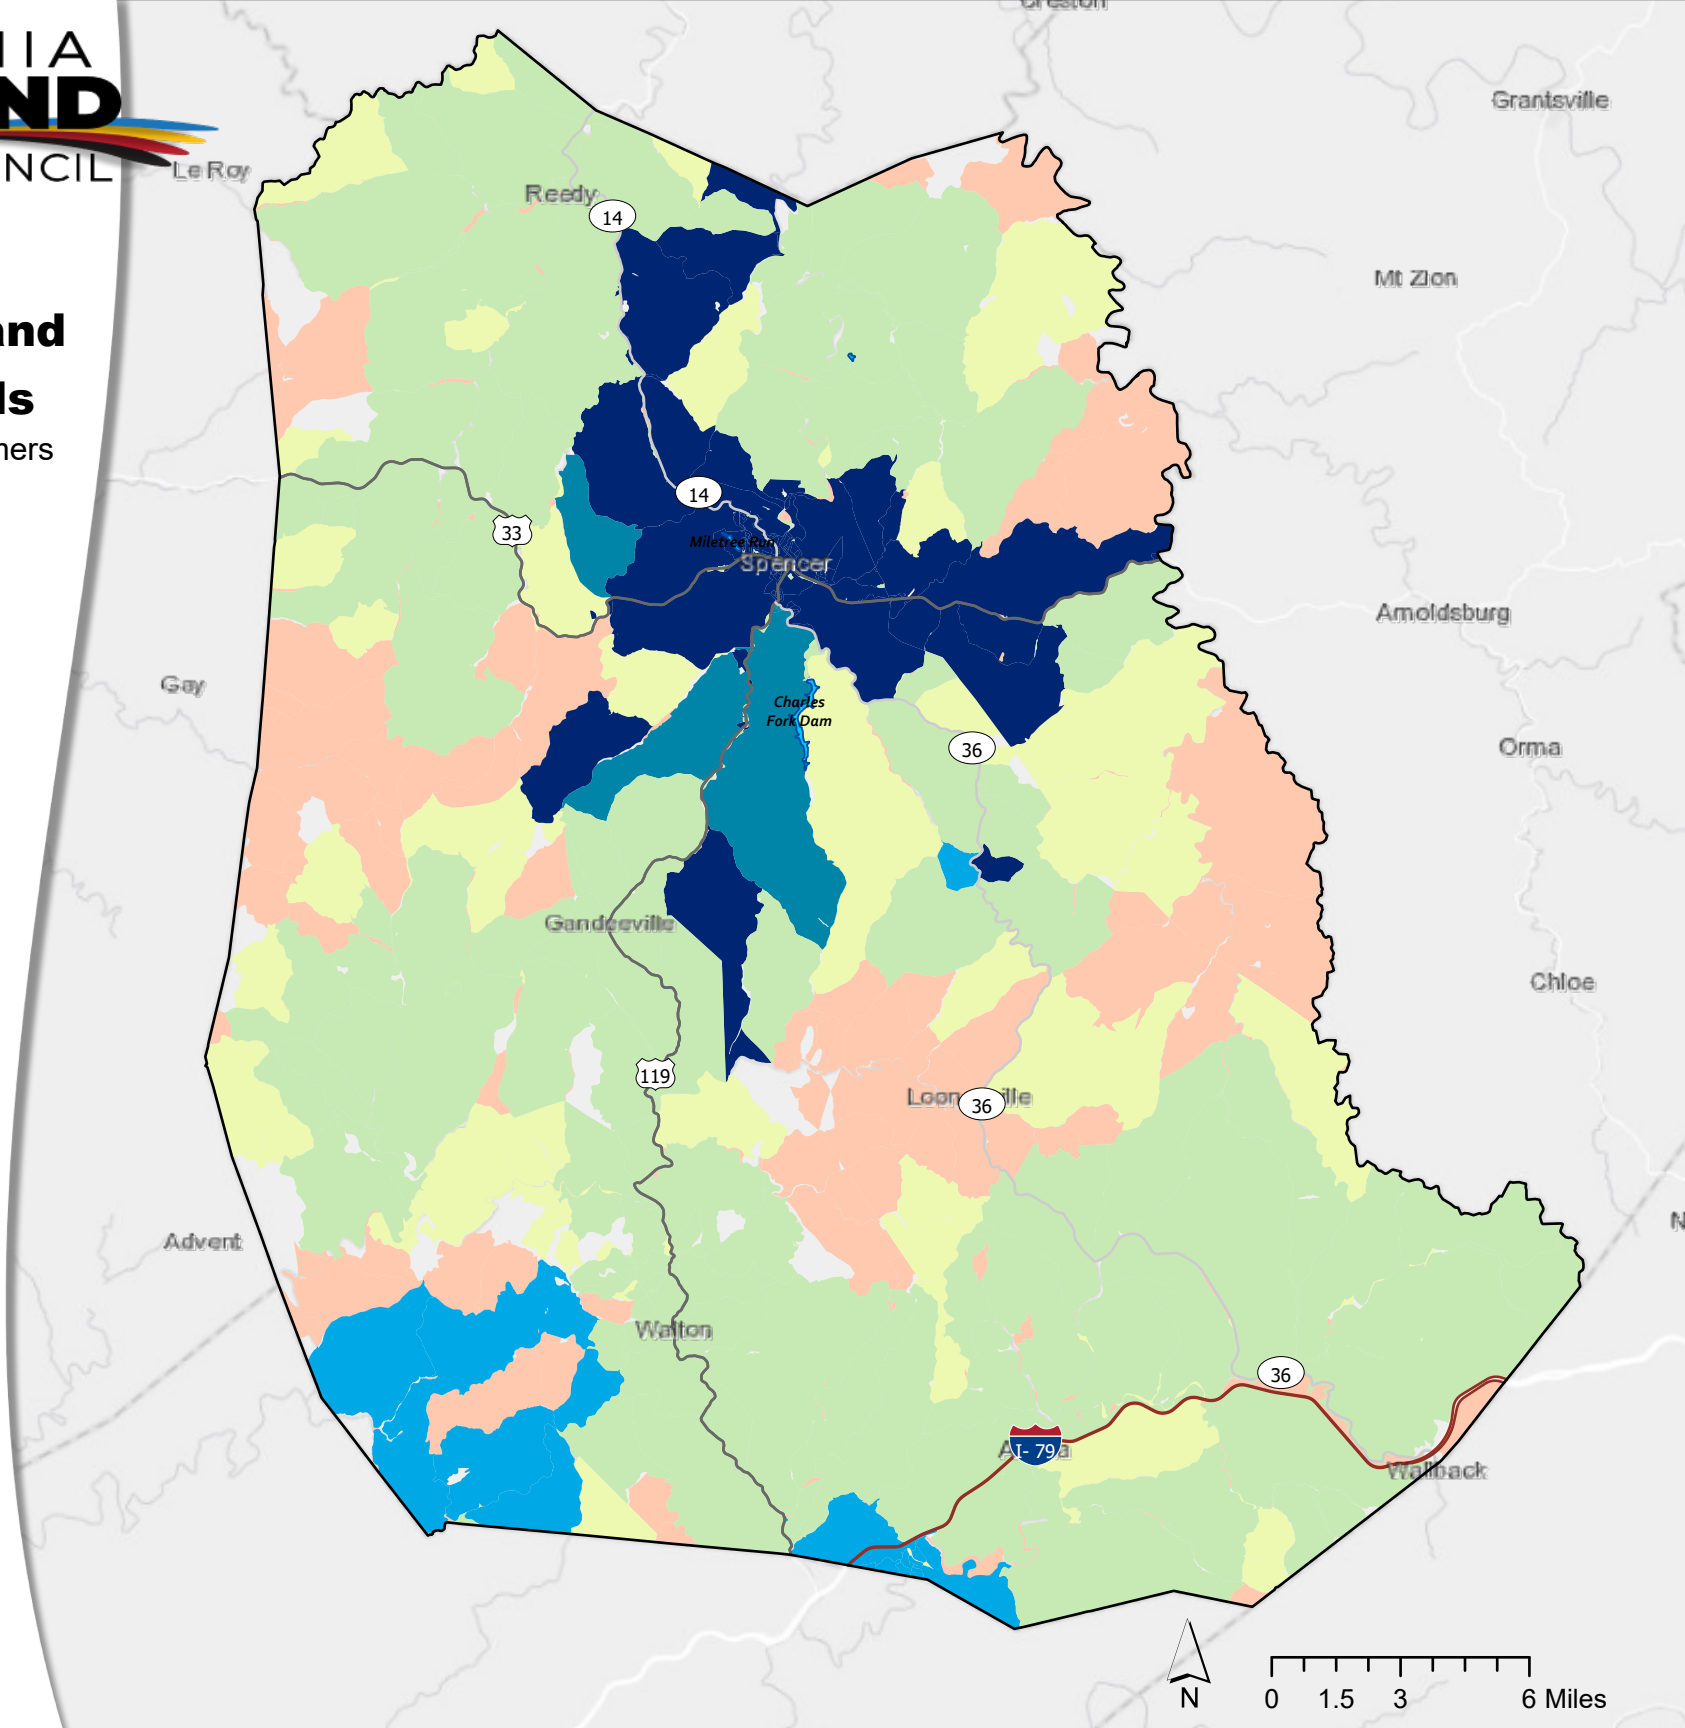 Creston
IIA
ND
NCIL
Grantsville
Le Roy
Reedy
14
Mt Zion
and
ls
ners
14
33
Miletree Run
Spencer
Arnoldsburg
Gay
Charles
Fork Dam
36
Orma
Gandeeville
Chloe
119
36
Advent
Walton
36
I- 79
Wallback
N
0 1.5 3 6 Miles